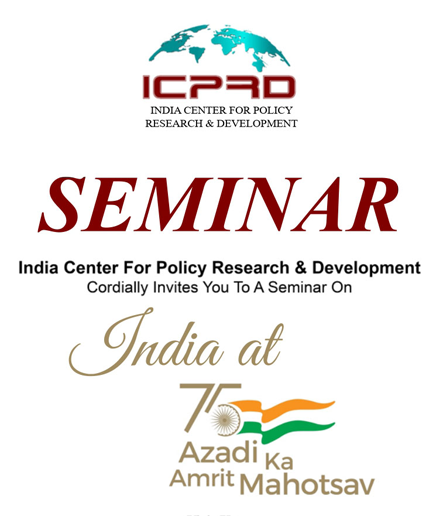 ICPRD
INDIA CENTER FOR POLICY
RESEARCH & DEVELOPMENT
SEMINAR
India Center For Policy Research & Development
Cordially Invites You To A Seminar On
India at
75
Azadi Ka
Amrit Mahotsav